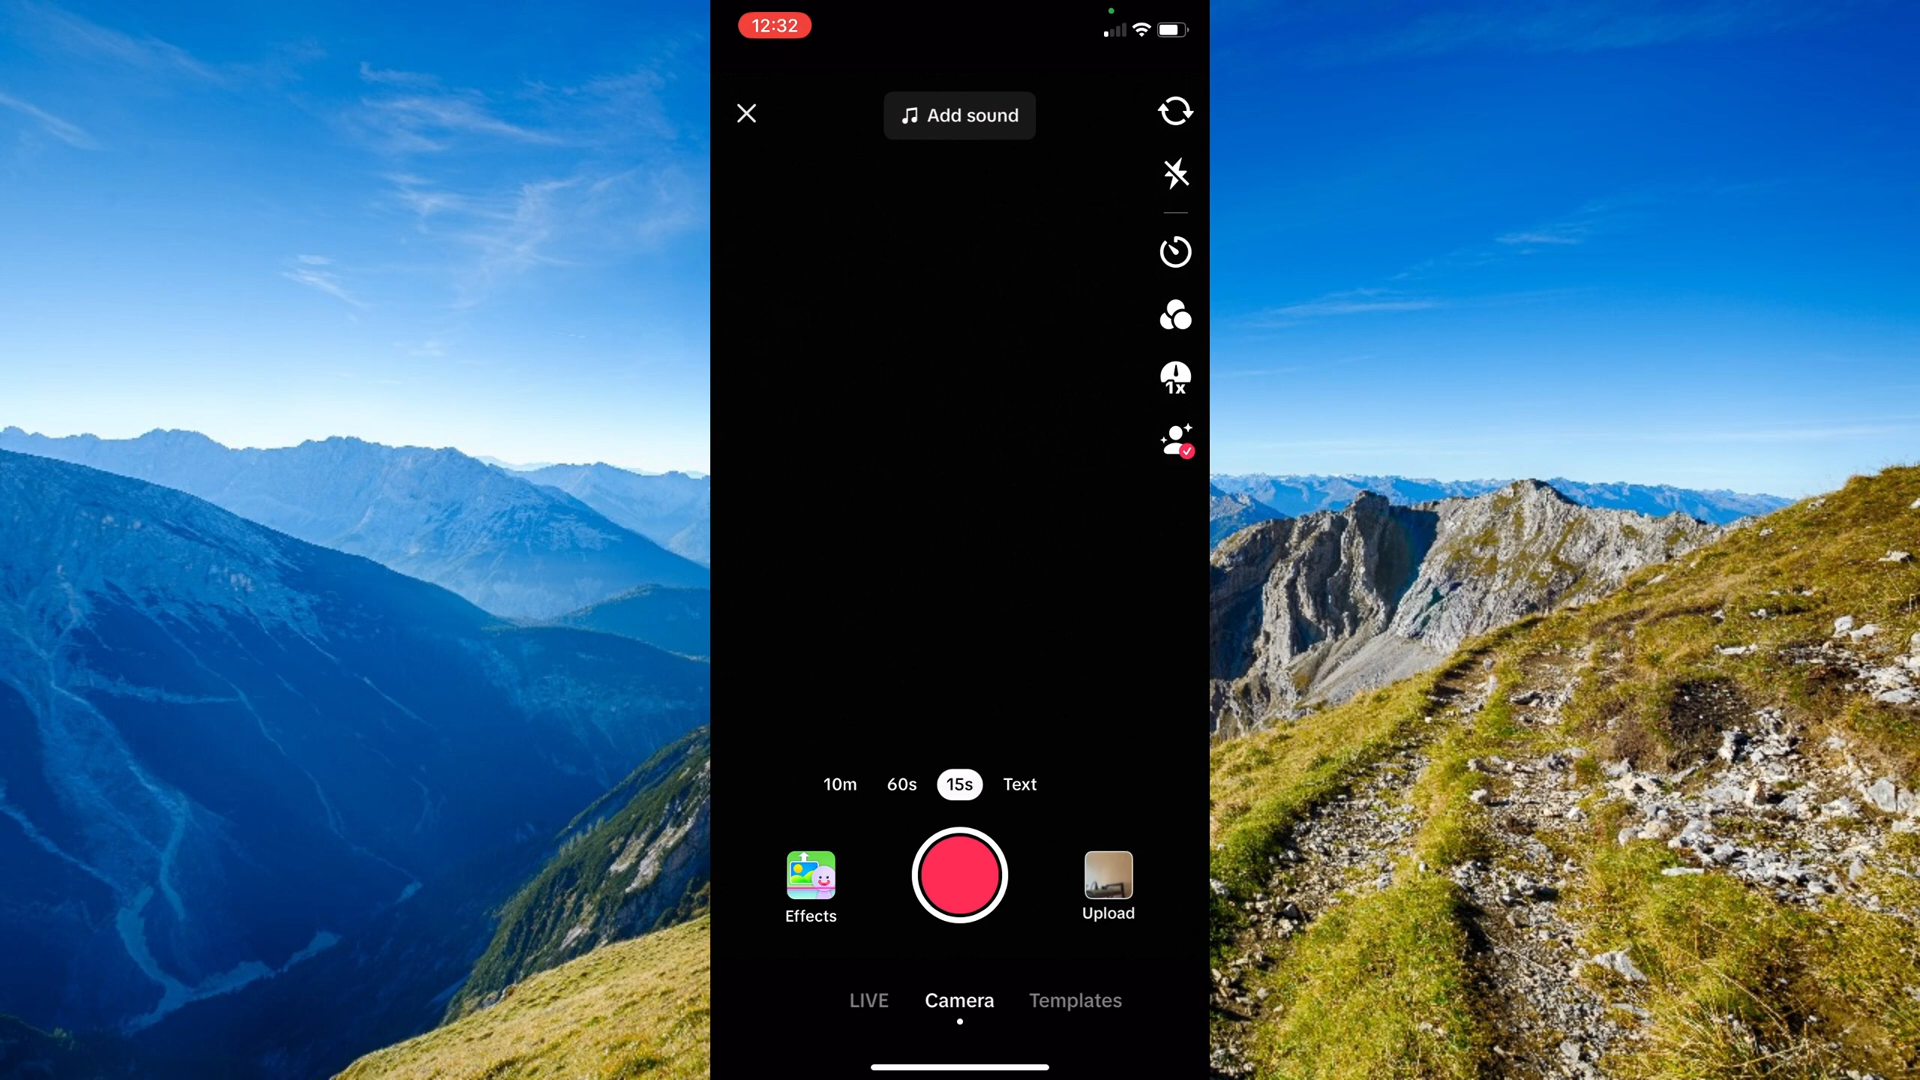 12:32
Add sound
1x
10m 60s 15s Text
Effects
Upload
LIVE Camera Templates